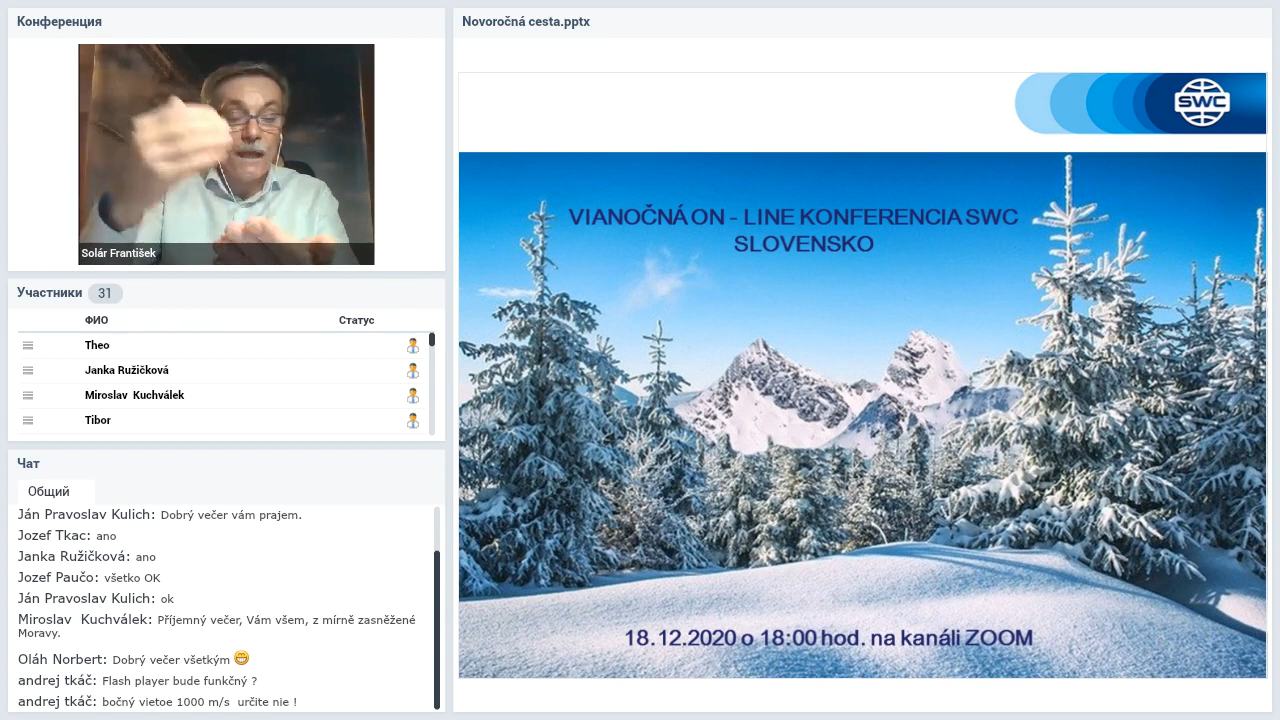 Конференция
Solár František
Участники 31
ФИО Статус
Theo
Janka Ružičková
Miroslav Kuchválek
Tibor
Чат
Общий
Ján Pravoslav Kulich: Dobrý večer vám prajem.
Jozef Tkac: ano
Janka Ružičková: ano
Jozef Paučo: všetko OK
Ján Pravoslav Kulich: ok
Miroslav Kuchválek: Příjemný večer, Vám všem, z mírně zasněžené
Moravy.
Oláh Norbert: Dobrý večer všetkým
andrej tkáč: Flash player bude funkčný ?
andrej tkáč: bočný vietoe 1000 m/s určite nie !
Novoročná cesta.pptx
SWC
VIANOČNÁ ON - LINE KONFERENCIA SWC
SLOVENSKO
18.12.2020 o 18:00 hod. na kanáli ZOOM